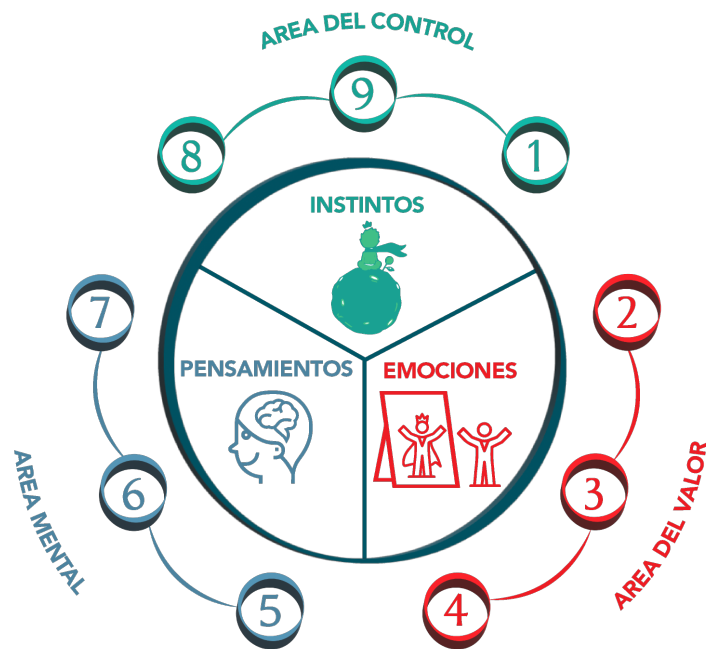 AREA DEL CONTROL
9
8
1
INSTINTOS
7
2
PENSAMIENTOS
EMOCIONES
6
3
AREA MENTAL
AREA DEL VALOR
5
4